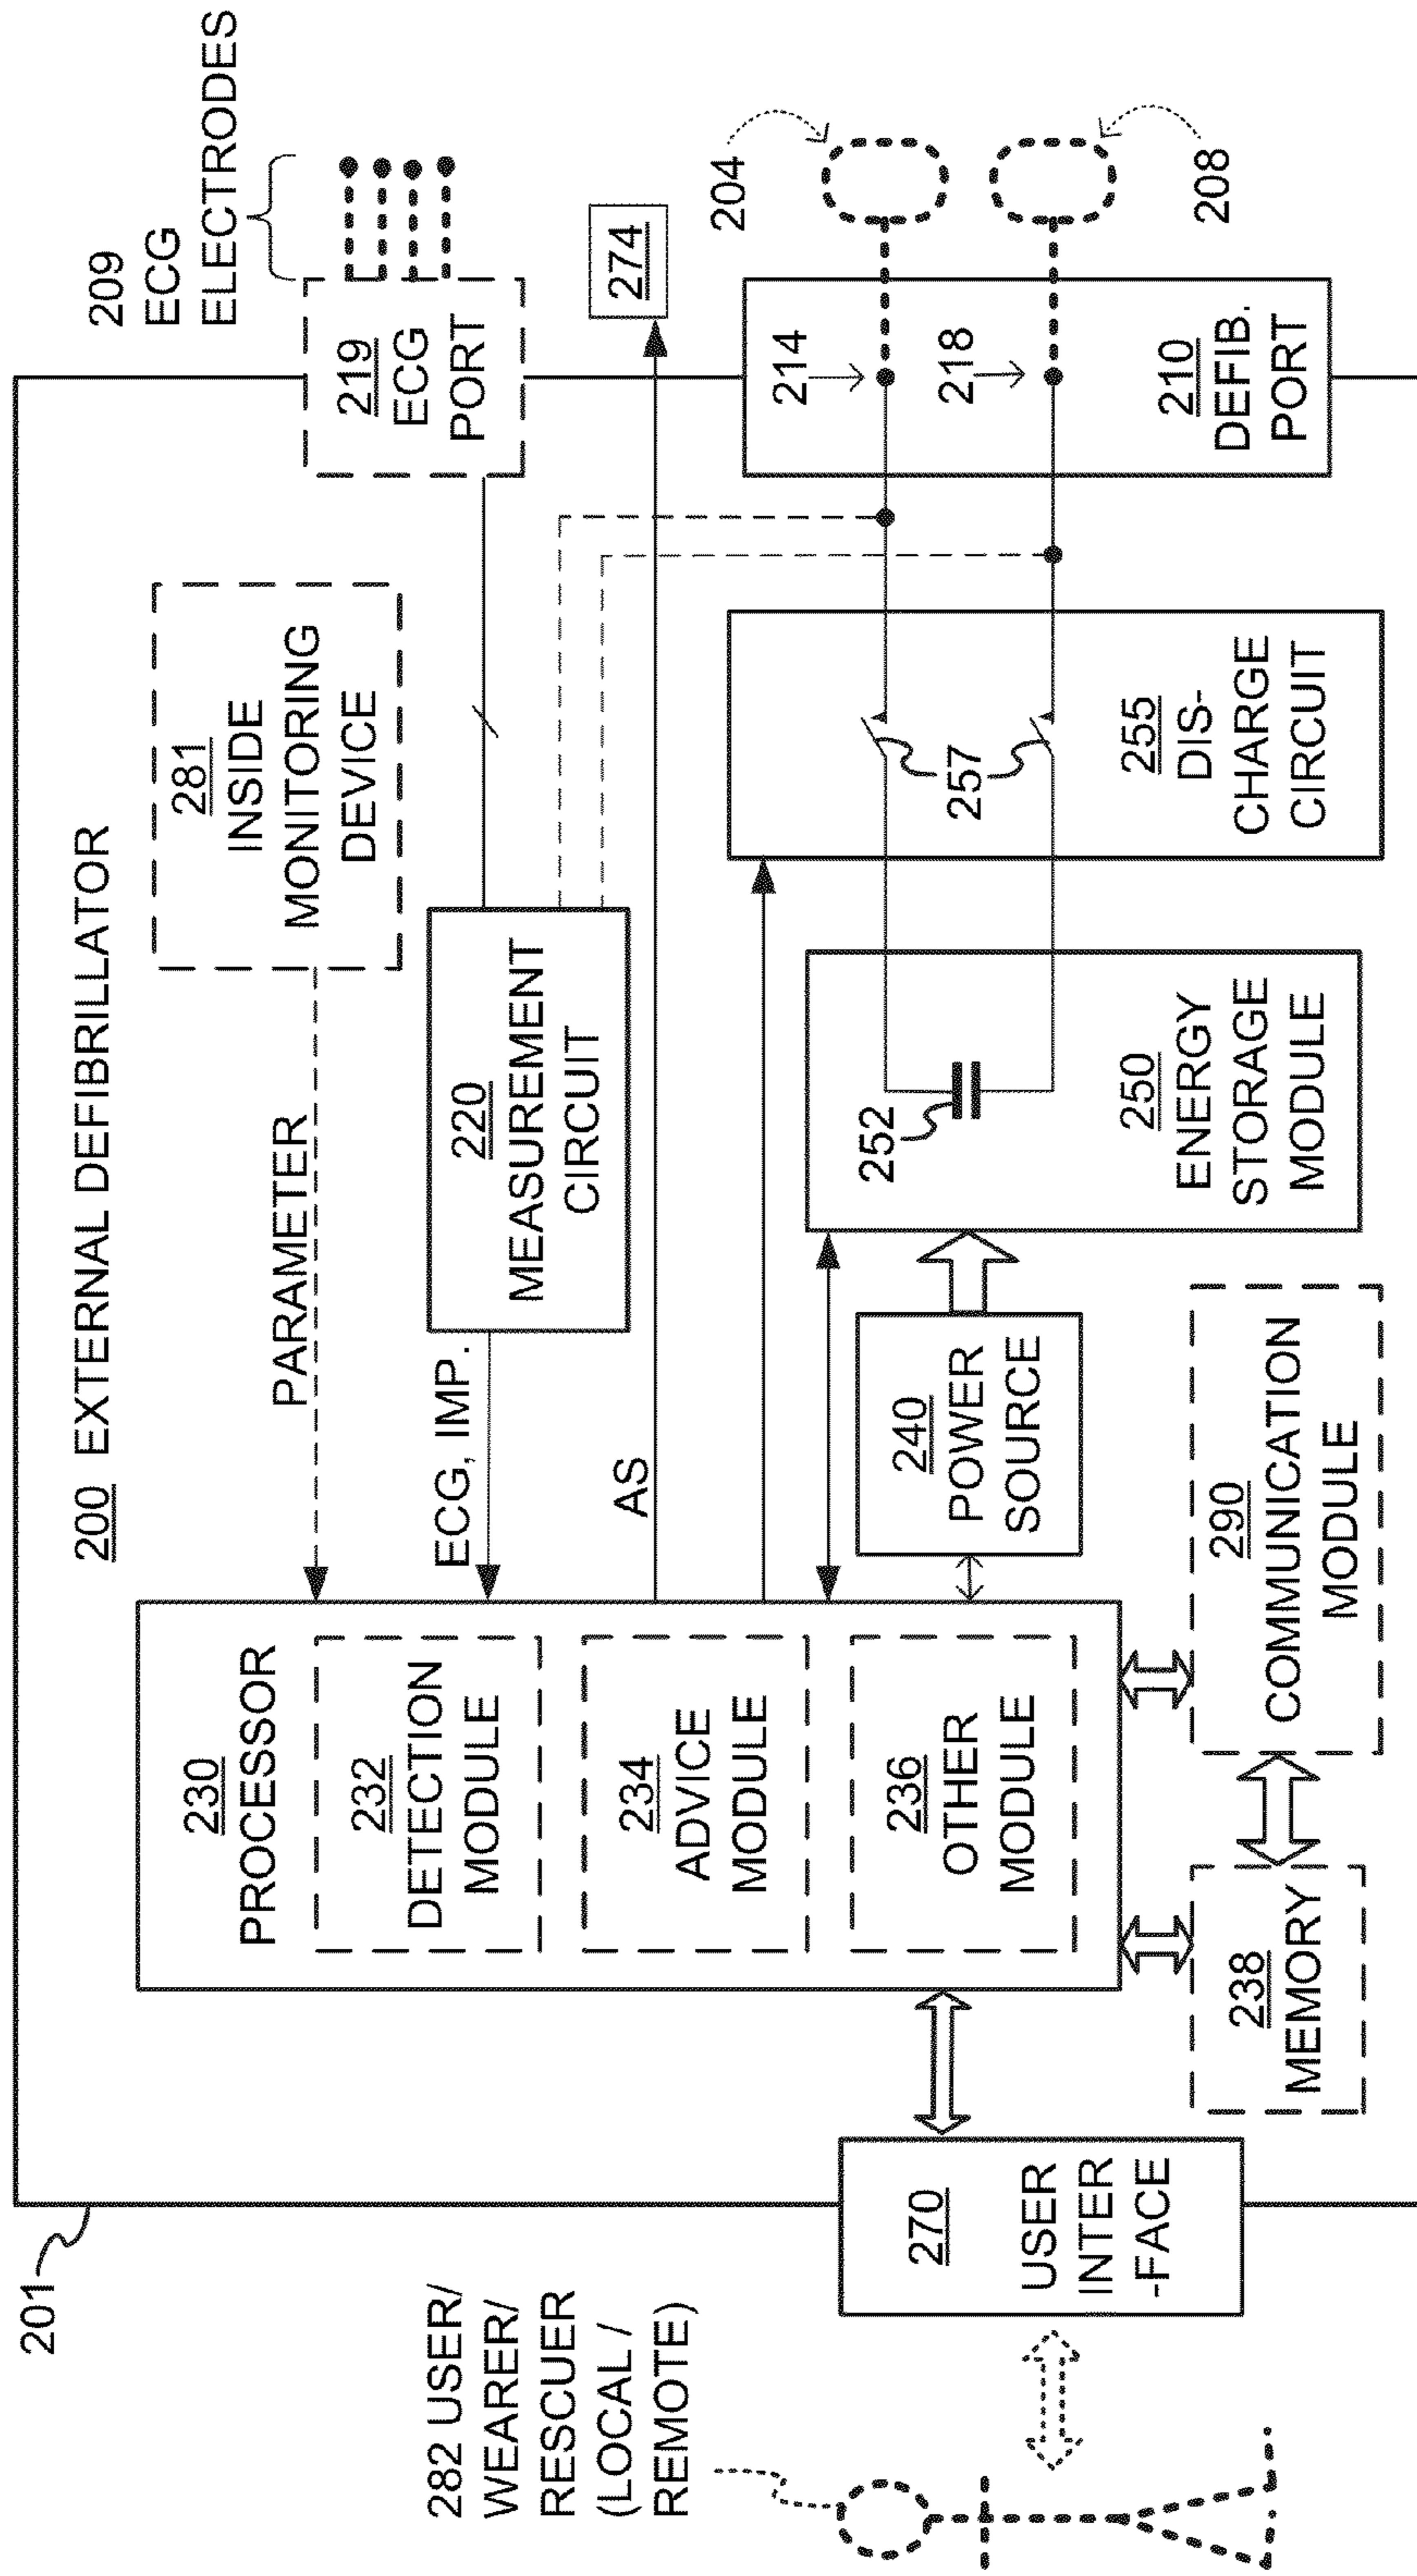 200 EXTERNAL DEFIBRILLATOR
201
209
ECG
ELECTRODES
219
ECG
PORT
281
INSIDE
MONITORING
DEVICE
PARAMETER
220
MEASUREMENT
CIRCUIT
ECG, IMP.
AS
274
230
PROCESSOR
232
DETECTION
MODULE
234
ADVICE
MODULE
236
OTHER
MODULE
282 USER/
WEARER/
RESCUER
(LOCAL /
REMOTE)
270
USER
INTER
-FACE
238
MEMORY
290
COMMUNICATION
MODULE
240
POWER
SOURCE
252
250
ENERGY
STORAGE
MODULE
257
255
DIS-
CHARGE
CIRCUIT
214
218
210
DEFIB.
PORT
204
208